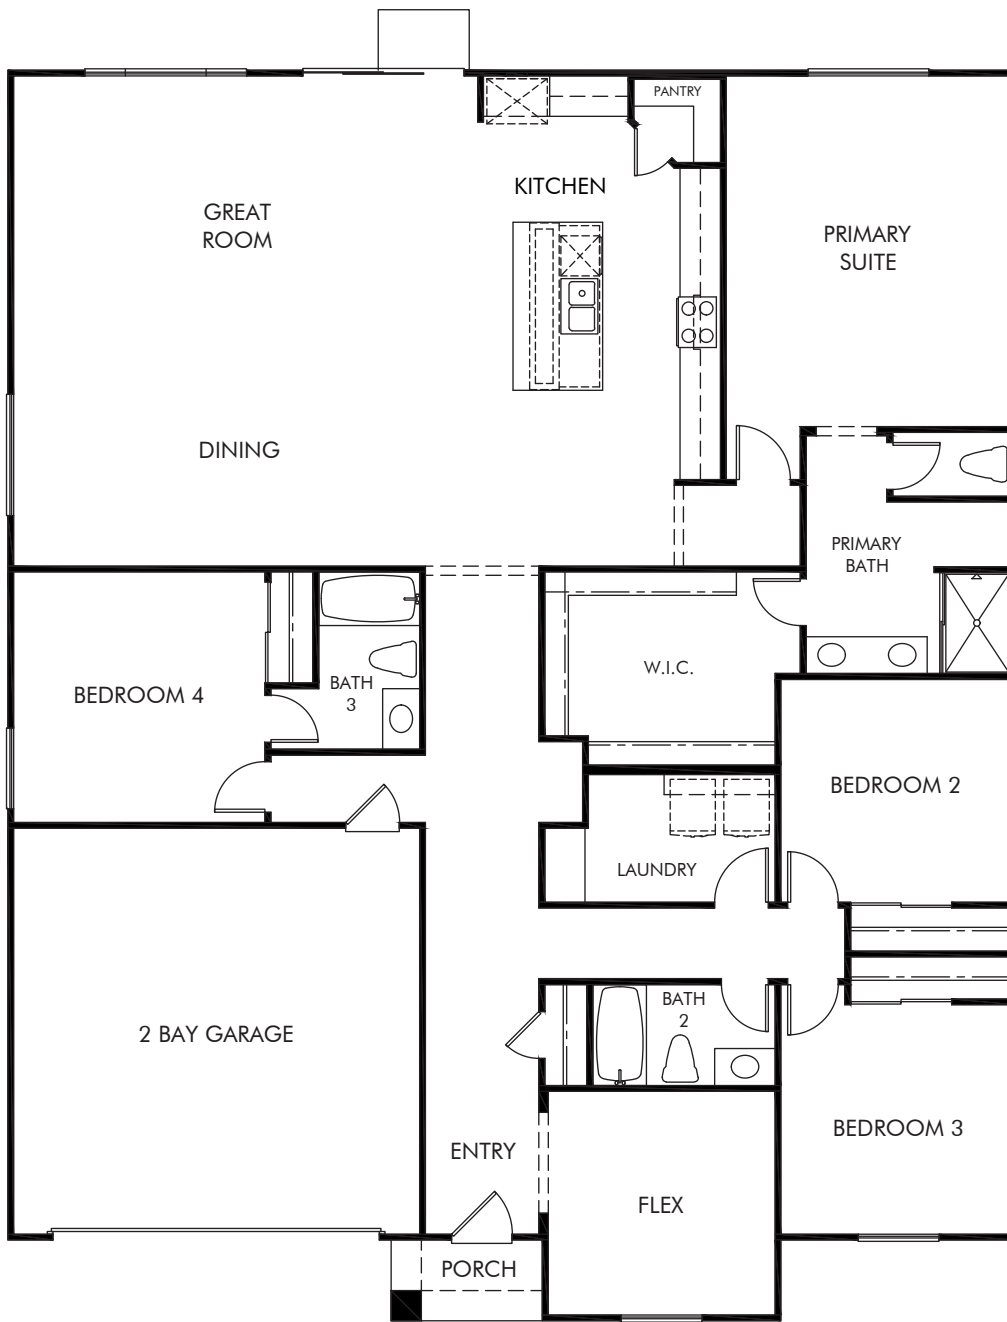 PANTRY
KITCHEN
GREAT
ROOM
PRIMARY
SUITE
DINING
PRIMARY
BATH
W.I.C.
BEDROOM 4
BATH
3
BEDROOM 2
LAUNDRY
BATH
2
2 BAY GARAGE
BEDROOM 3
ENTRY
FLEX
PORCH